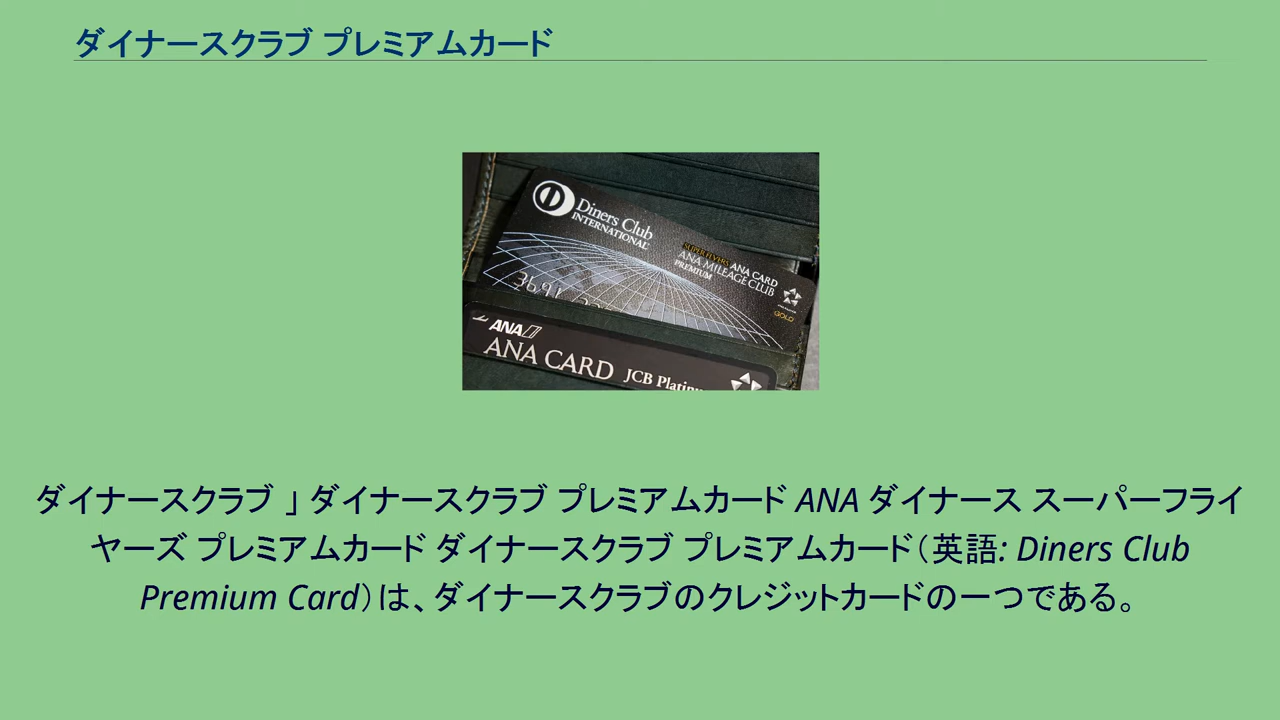 ダイナースクラブ プレミアムカード
Diners Club
INTERNATIONAL
SUPER FLYERS ANA CARD
ANA MILEAGE CLUB
PREMIUM
GOLD
ANA
ANA CARD JCB
ダイナースクラブ 」 ダイナースクラブ プレミアムカード ANA ダイナース スーパーフライ
ヤーズ プレミアムカード ダイナースクラブ プレミアムカード（英語: Diners Club
Premium Card）は、ダイナースクラブのクレジットカードの一つである。